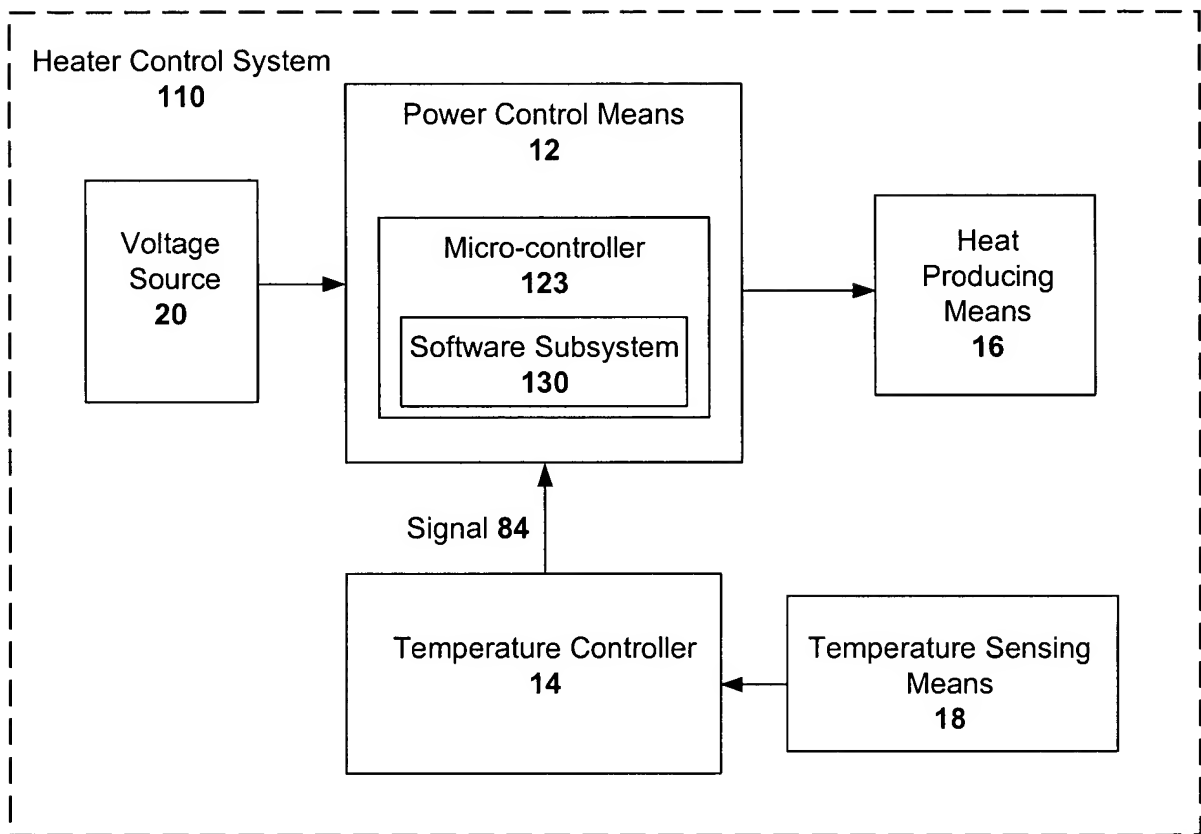 Heater Control System
110
Power Control Means
12
Voltage
Source
20
Micro-controller
123
Software Subsystem
130
Heat
Producing
Means
16
Signal 84
Temperature Controller
14
Temperature Sensing
Means
18